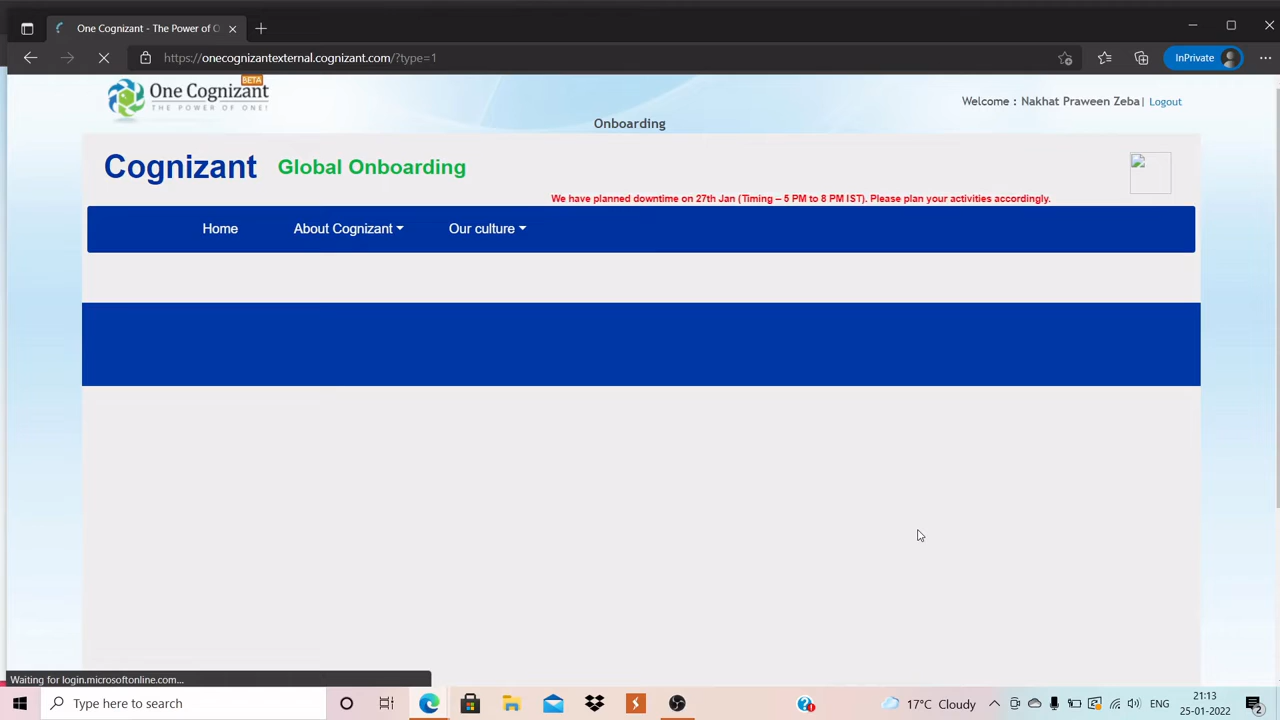 One Cognizant - The Power of O
https://onecognizantexternal.cognizant.com/?type=1
InPrivate
One Cognizant
BETA
THE POWER OF ONE!
Welcome : Nakhat Praween Zeba| Logout
Onboarding
Cognizant Global Onboarding
We have planned downtime on 27th Jan (Timing – 5 PM to 8 PM IST). Please plan your activities accordingly.
Home About Cognizant Our culture
Waiting for login.microsoftonline.com...
Type here to search
17°C Cloudy
ENG
21:13
25-01-2022
2